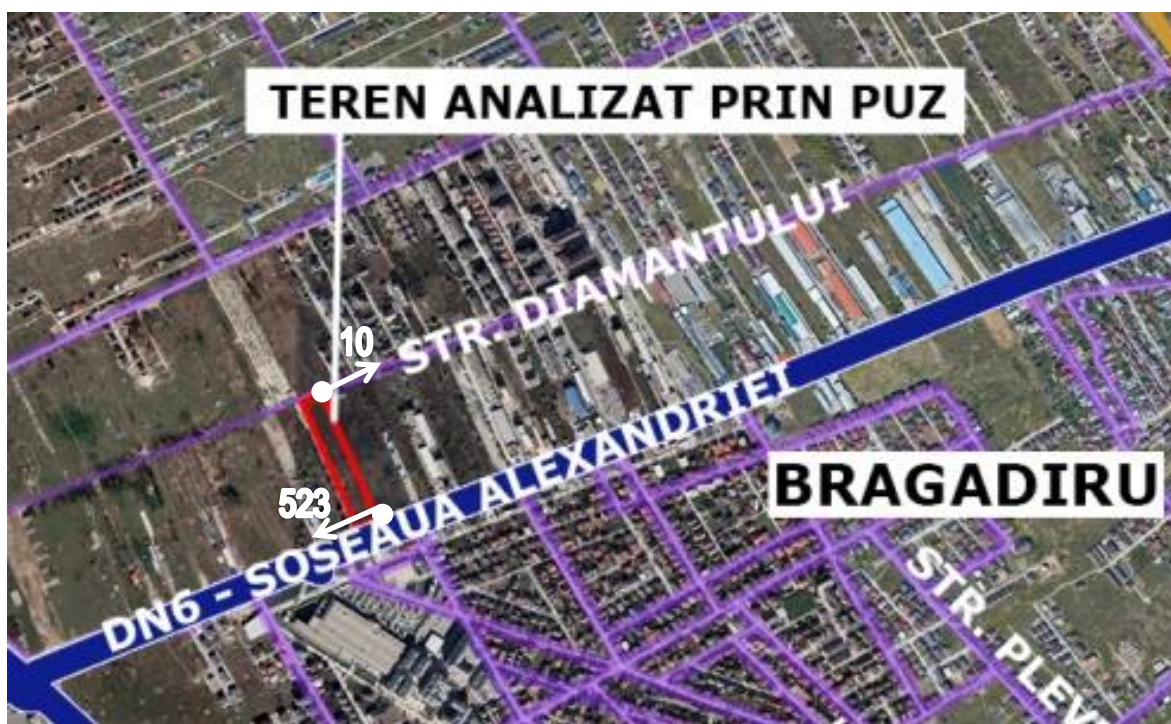 TEREN ANALIZAT PRIN PUZ
STR. DIAMANTULUI
10
523
DN6 - SOSEAUA ALEXANDRIEI
BRAGADIRU
STR. PLEV